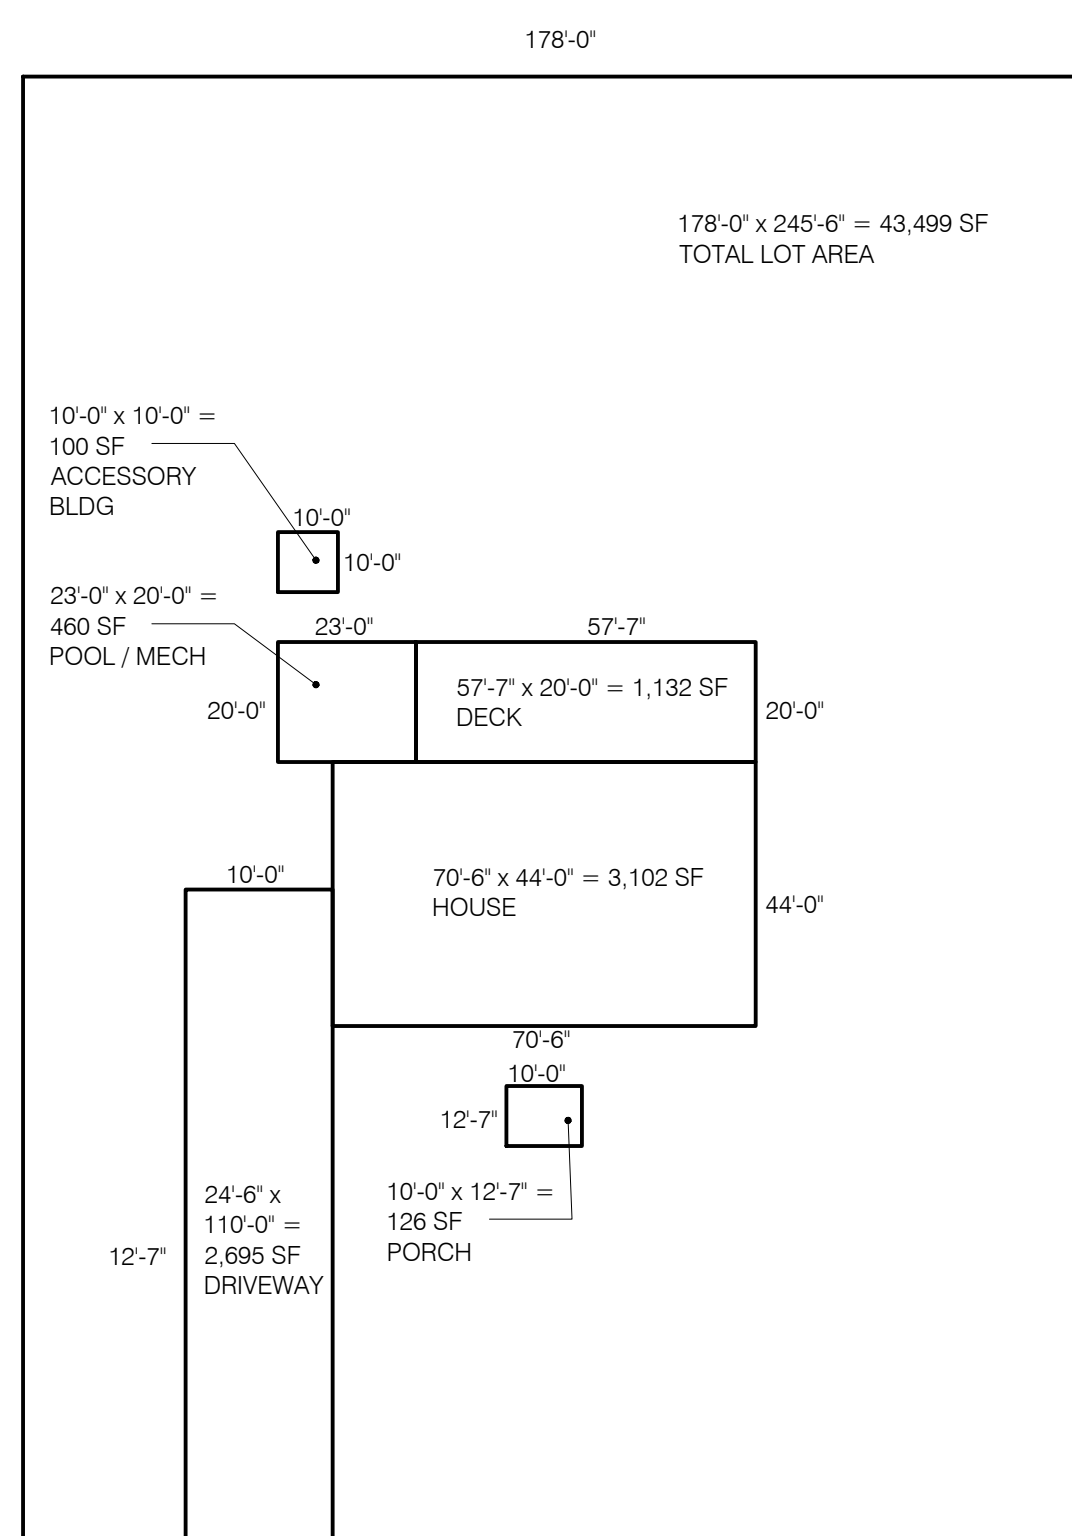 178'-0"
178'-0" x 245'-6" = 43,499 SF
TOTAL LOT AREA
10'-0" x 10'-0" =
100 SF
ACCESSORY
BLDG
10'-0"
10'-0"
23'-0" x 20'-0" =
460 SF
POOL / MECH
23'-0"
57'-7"
57'-7" x 20'-0" = 1,132 SF
DECK
20'-0"
20'-0"
70'-6" x 44'-0" = 3,102 SF
HOUSE
10'-0"
44'-0"
70'-6"
10'-0"
12'-7"
10'-0" x 12'-7" =
126 SF
PORCH
24'-6" x
110'-0" =
2,695 SF
DRIVEWAY
12'-7"